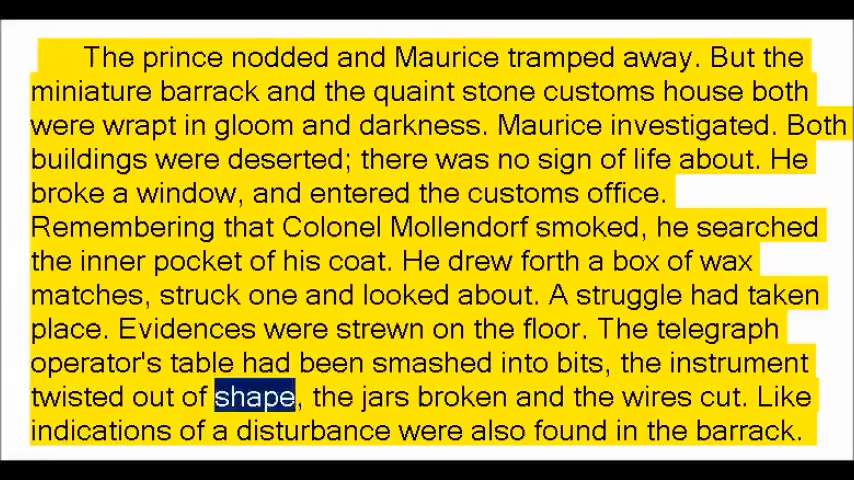 The prince nodded and Maurice tramped away. But the
miniature barrack and the quaint stone customs house both
were wrapt in gloom and darkness. Maurice investigated. Both
buildings were deserted; there was no sign of life about. He
broke a window, and entered the customs office.
Remembering that Colonel Mollendorf smoked, he searched
the inner pocket of his coat. He drew forth a box of wax
matches, struck one and looked about. A struggle had taken
place. Evidences were strewn on the floor. The telegraph
operator's table had been smashed into bits, the instrument
twisted out of shape, the jars broken and the wires cut. Like
indications of a disturbance were also found in the barrack.